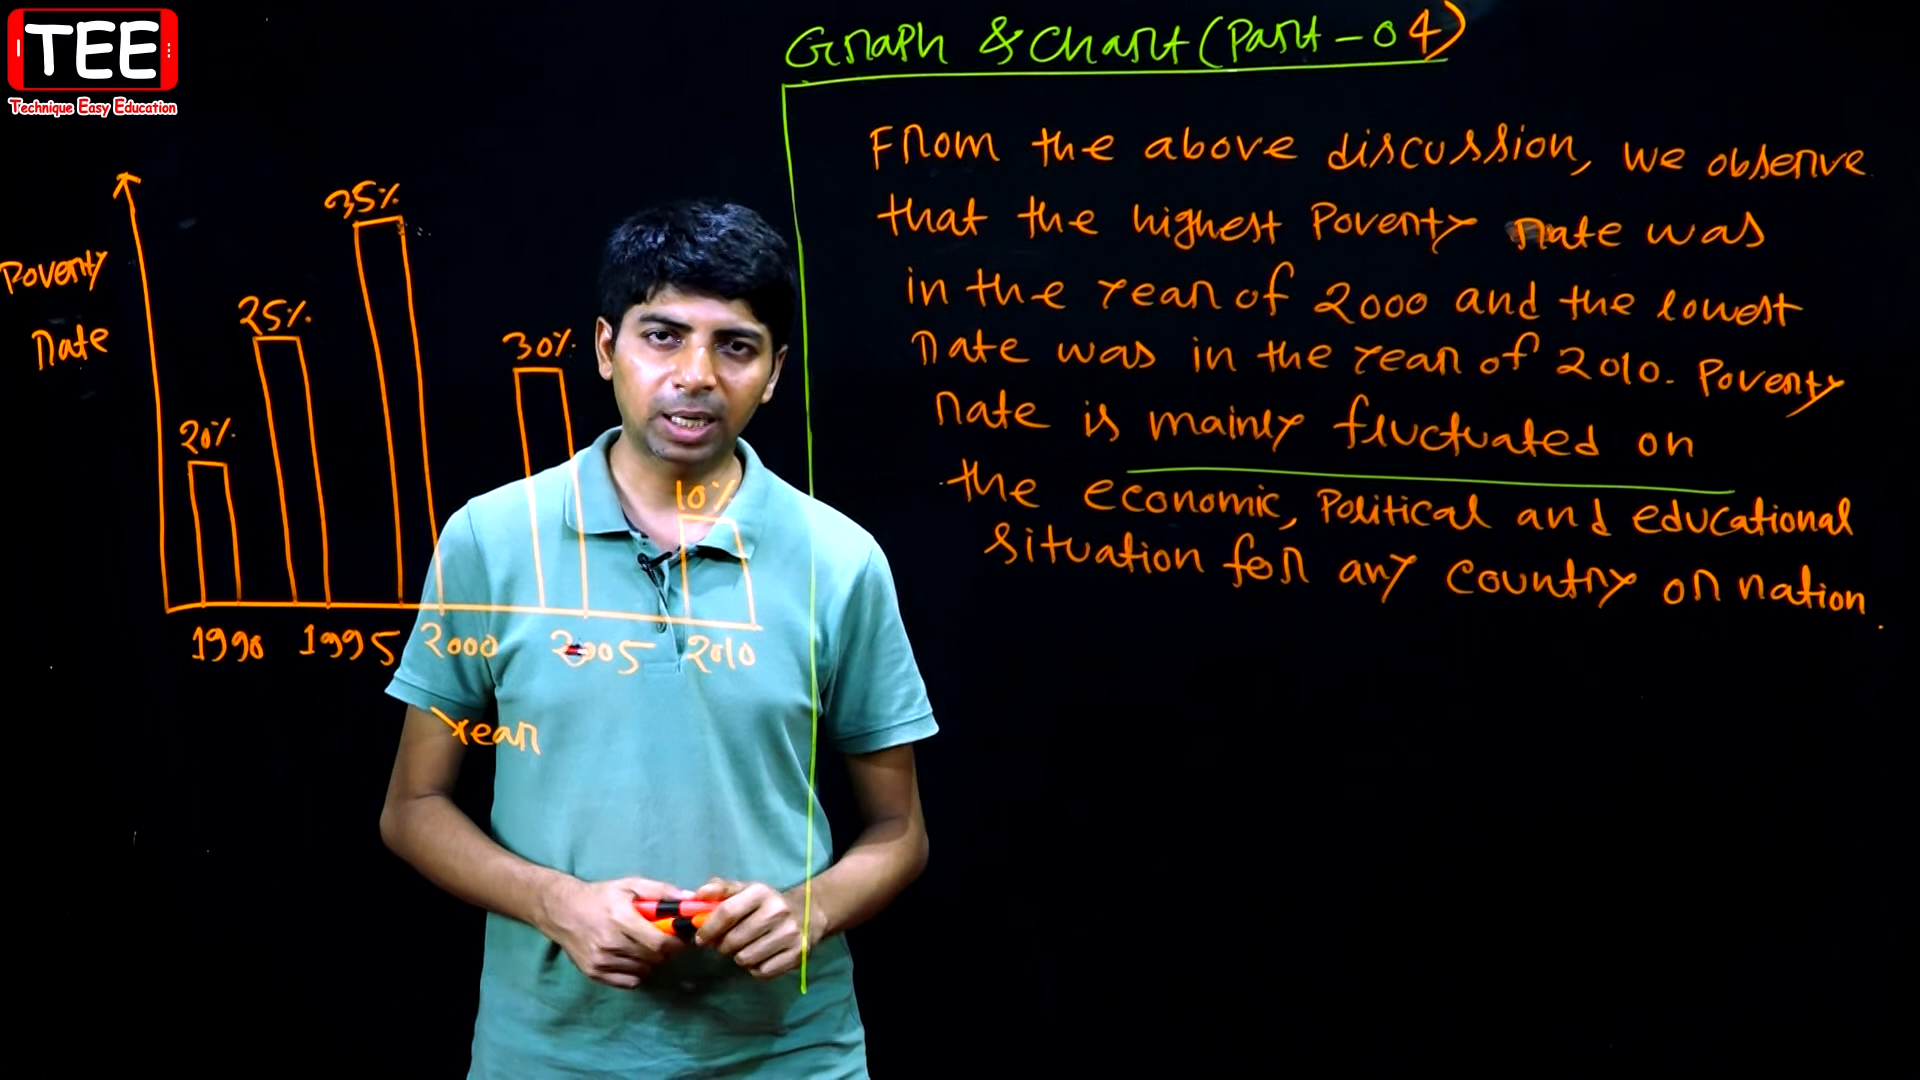 TEE
Technique Easy Education
Graph & Chart (Part - 04)
From the above discussion, we observe
that the highest Poverty rate was
in the year of 2000 and the lowest
rate was in the year of 2010. Poverty
rate is mainly fluctuated on
the economic, Political and educational
situation for any country or nation.
Poverty
rate
20%
25%
35%
30%
10%
1990 1995 2000 2005 2010
Year